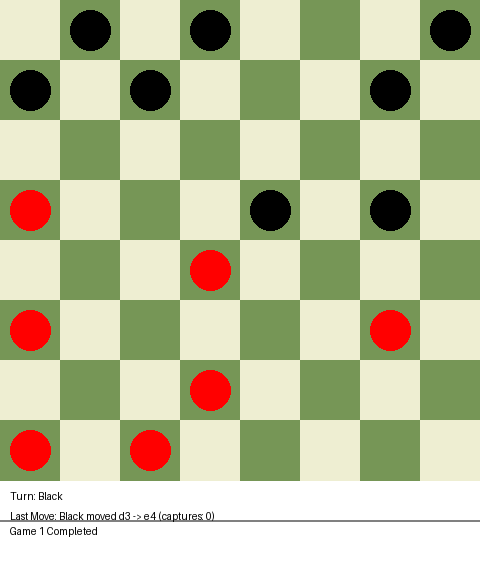 Turn: Black
Last Move: Black moved d3 -> e4 (captures: 0)
Game 1 Completed